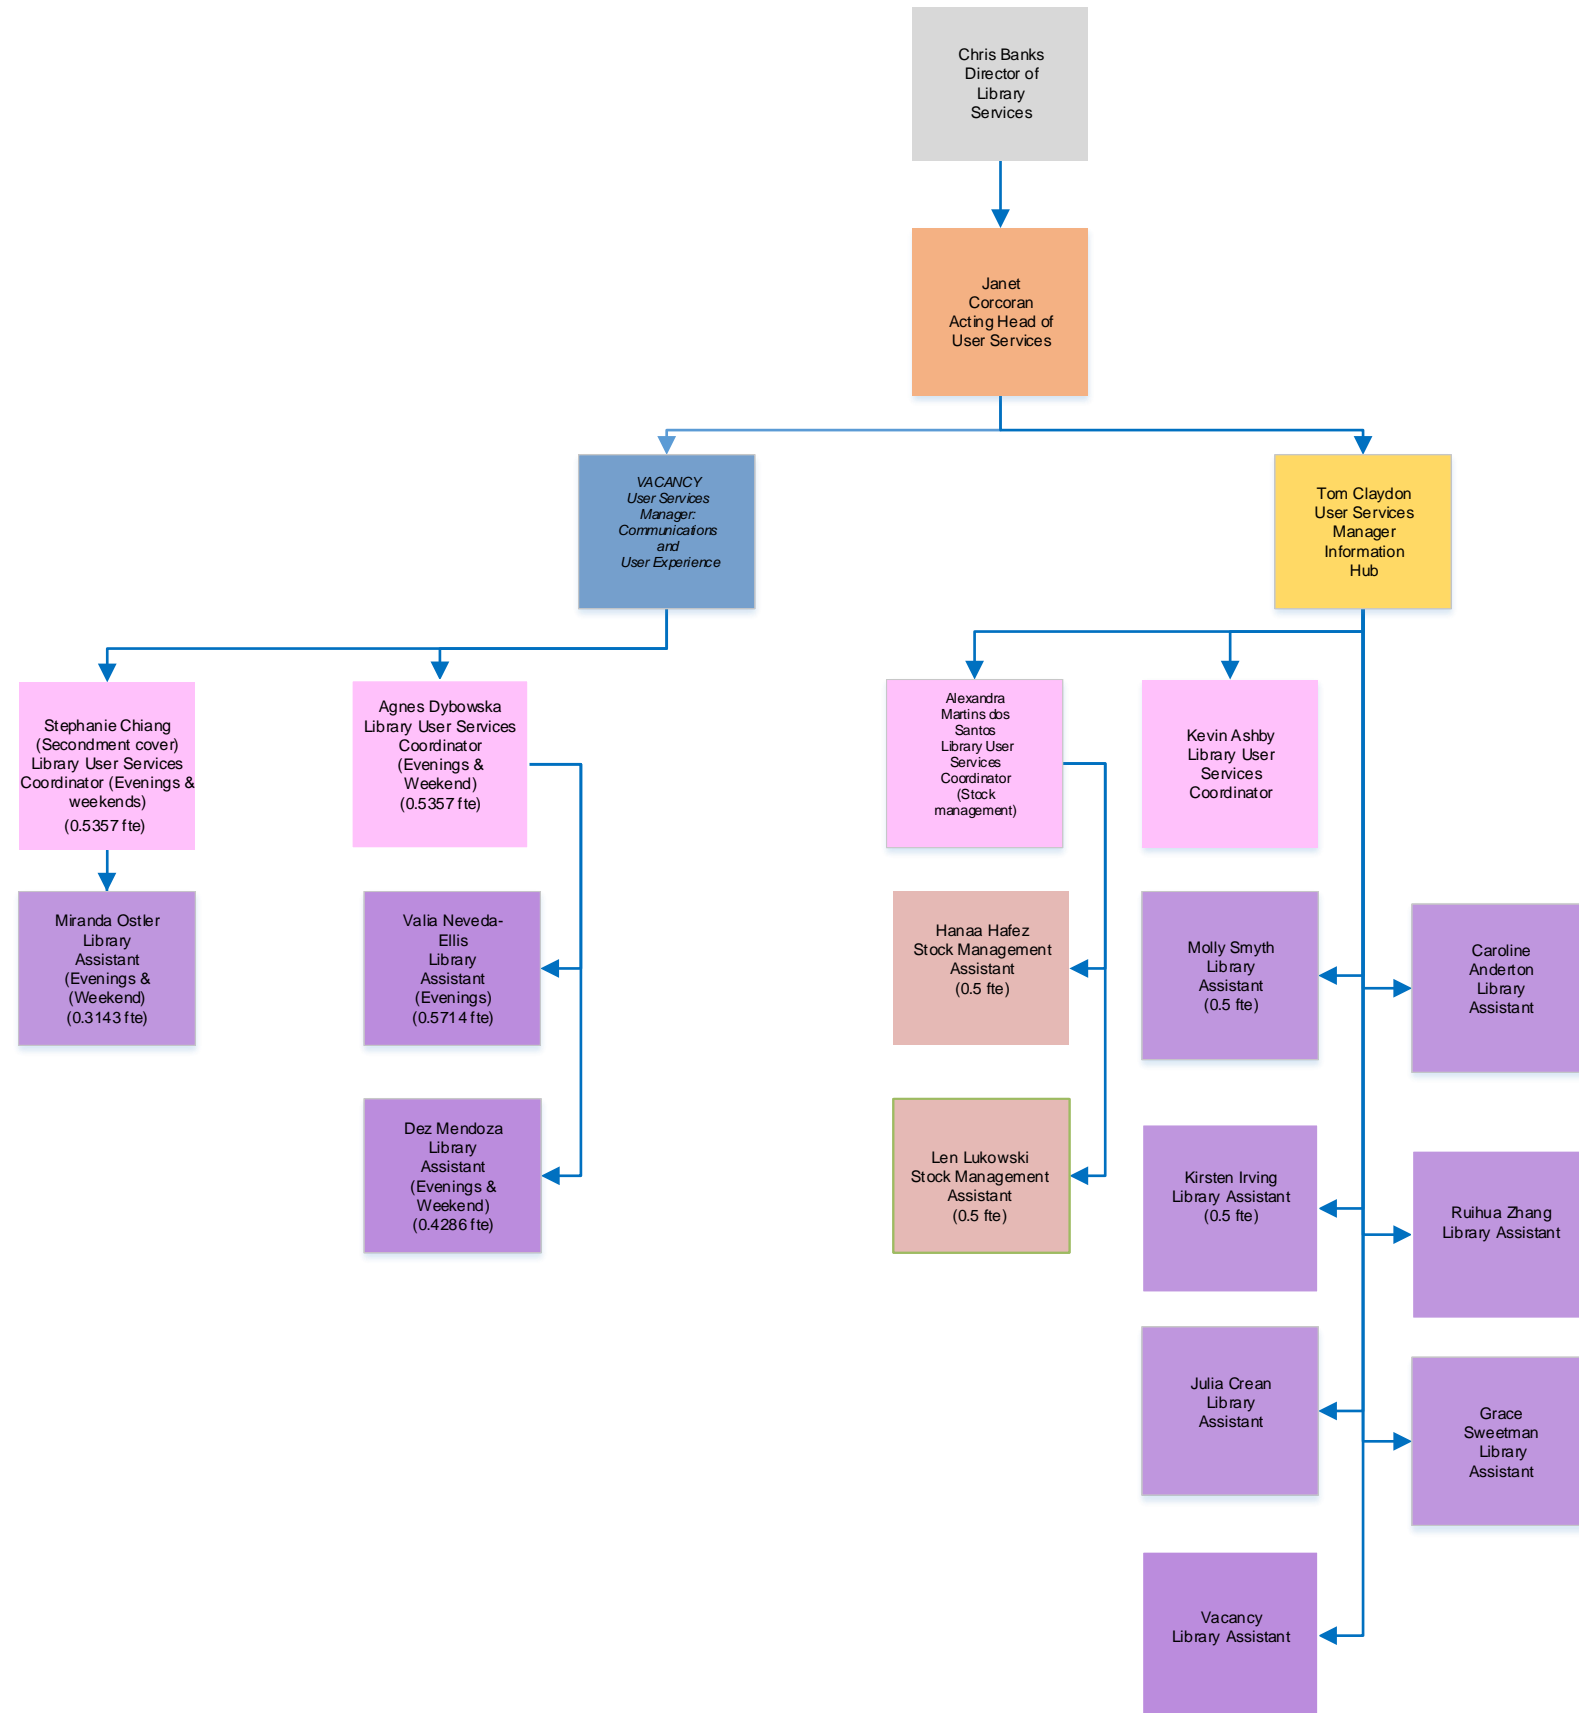 Chris Banks
Director of
Library
Services
Janet
Corcoran
Acting Head of
User Services
VACANCY
User Services
Manager:
Communications
and
User Experience
Tom Claydon
User Services
Manager
Information
Hub
Stephanie Chiang
(Secondment cover)
Library User Services
Coordinator (Evenings &
weekends)
(0.5357 fte)
Agnes Dybowska
Library User Services
Coordinator
(Evenings &
Weekend)
(0.5357 fte)
Alexandra
Martins dos
Santos
Library User
Services
Coordinator
(Stock
management)
Kevin Ashby
Library User
Services
Coordinator
Miranda Ostler
Library
Assistant
(Evenings &
(Weekend)
(0.3143 fte)
Valia Neveda-
Ellis
Library
Assistant
(Evenings)
(0.5714 fte)
Hanaa Hafez
Stock Management
Assistant
(0.5 fte)
Molly Smyth
Library
Assistant
(0.5 fte)
Caroline
Anderton
Library
Assistant
Dez Mendoza
Library
Assistant
(Evenings &
Weekend)
(0.4286 fte)
Len Lukowski
Stock Management
Assistant
(0.5 fte)
Kirsten Irving
Library Assistant
(0.5 fte)
Ruihua Zhang
Library Assistant
Julia Crean
Library
Assistant
Grace
Sweetman
Library
Assistant
Vacancy
Library Assistant